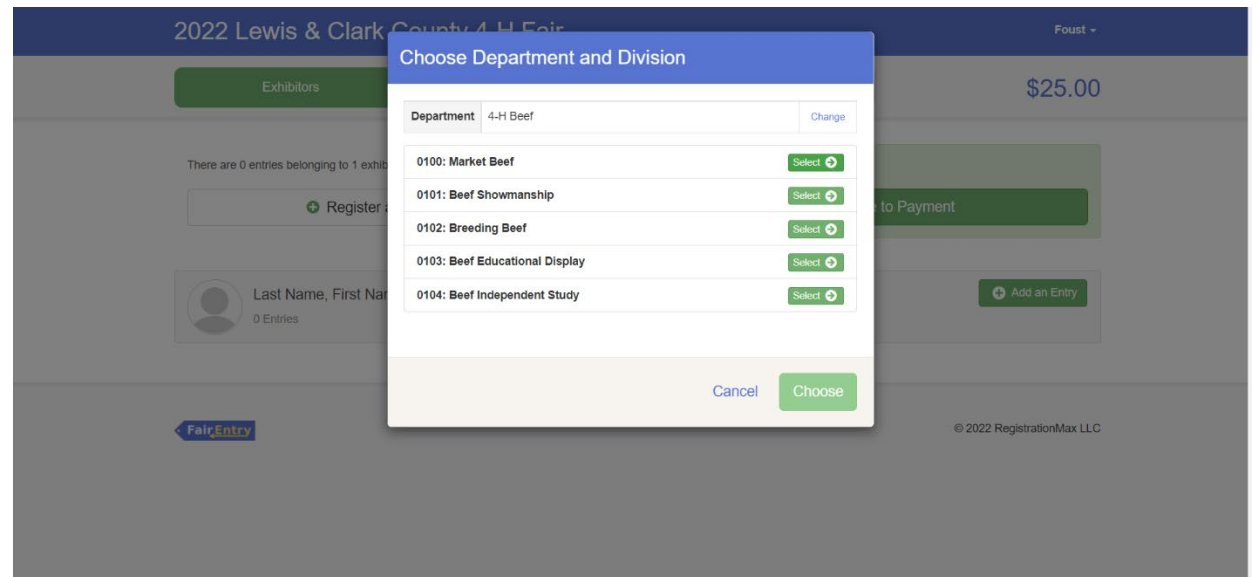 2022 Lewis & Clark County 4-H Fair
Foust
Choose Department and Division
Exhibitors
$25.00
Department 4-H Beef Change
There are 0 entries belonging to 1 exhib
0100: Market Beef Select
0101: Beef Showmanship Select
Register a
to Payment
0102: Breeding Beef Select
0103: Beef Educational Display Select
0104: Beef Independent Study Select
Last Name, First Nar
0 Entries
Add an Entry
Cancel Choose
FairEntry
© 2022 RegistrationMax LLC